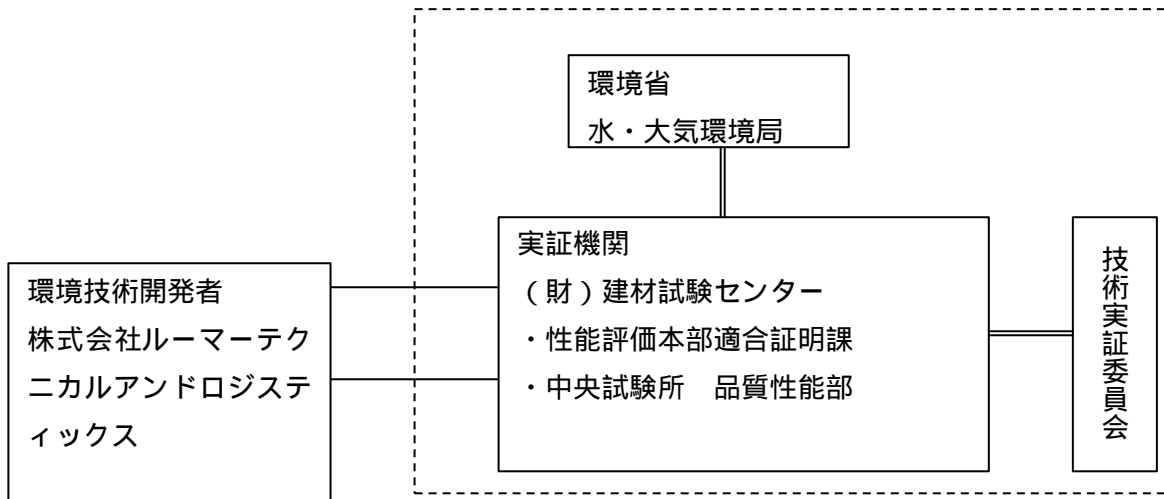 環境省
水・大気環境局
実証機関
（財）建材試験センター
・性能評価本部適合証明課
・中央試験所　品質性能部
環境技術開発者
株式会社ルーマーテク
ニカルアンドロジステ
ィックス
技術実証委員会